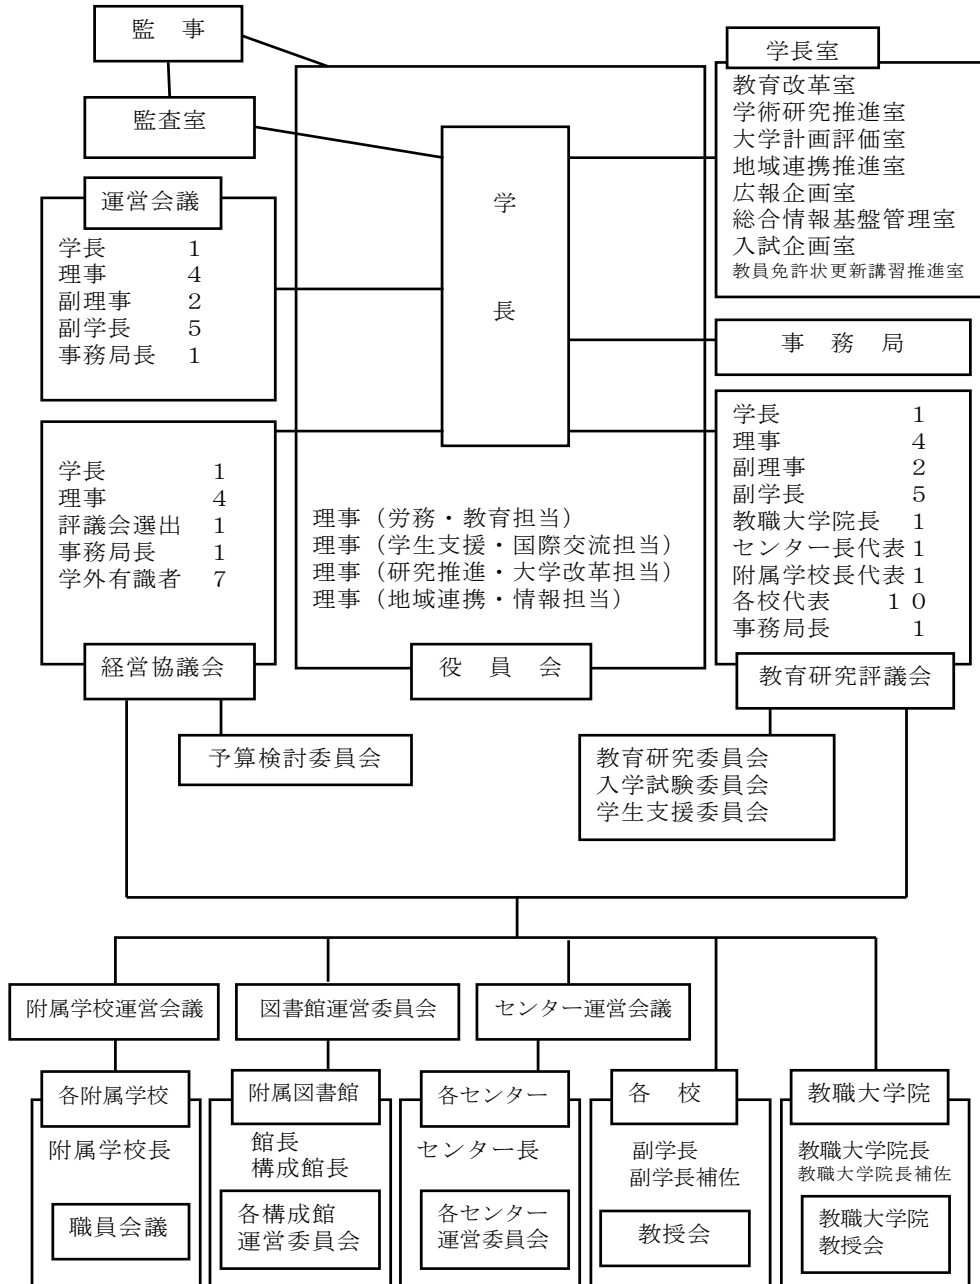 監　事
監査室
学長室
教育改革室
学術研究推進室
大学計画評価室
地域連携推進室
広報企画室
総合情報基盤管理室
入試企画室
教員免許状更新講習推進室
学
長
運営会議
学長　　　１
理事　　　４
副理事　　２
副学長　　５
事務局長　１
事　務　局
学長　　　　１
理事　　　　４
評議会選出　１
事務局長　　１
学外有識者　７
経営協議会
理事（労務・教育担当）
理事（学生支援・国際交流担当）
理事（研究推進・大学改革担当）
理事（地域連携・情報担当）
役　員　会
学長　　　　　　１
理事　　　　　　４
副理事　　　　　２
副学長　　　　　５
教職大学院長　　１
センター長代表１
附属学校長代表１
各校代表　　１０
事務局長　　　　１
教育研究評議会
予算検討委員会
教育研究委員会
入学試験委員会
学生支援委員会
附属学校運営会議
図書館運営委員会
センター運営会議
各附属学校
附属学校長
職員会議
附属図書館
館長
構成館長
各構成館
運営委員会
各センター
センター長
各センター
運営委員会
各　校
副学長
副学長補佐
教授会
教職大学院
教職大学院長
教職大学院長補佐
教職大学院
教授会